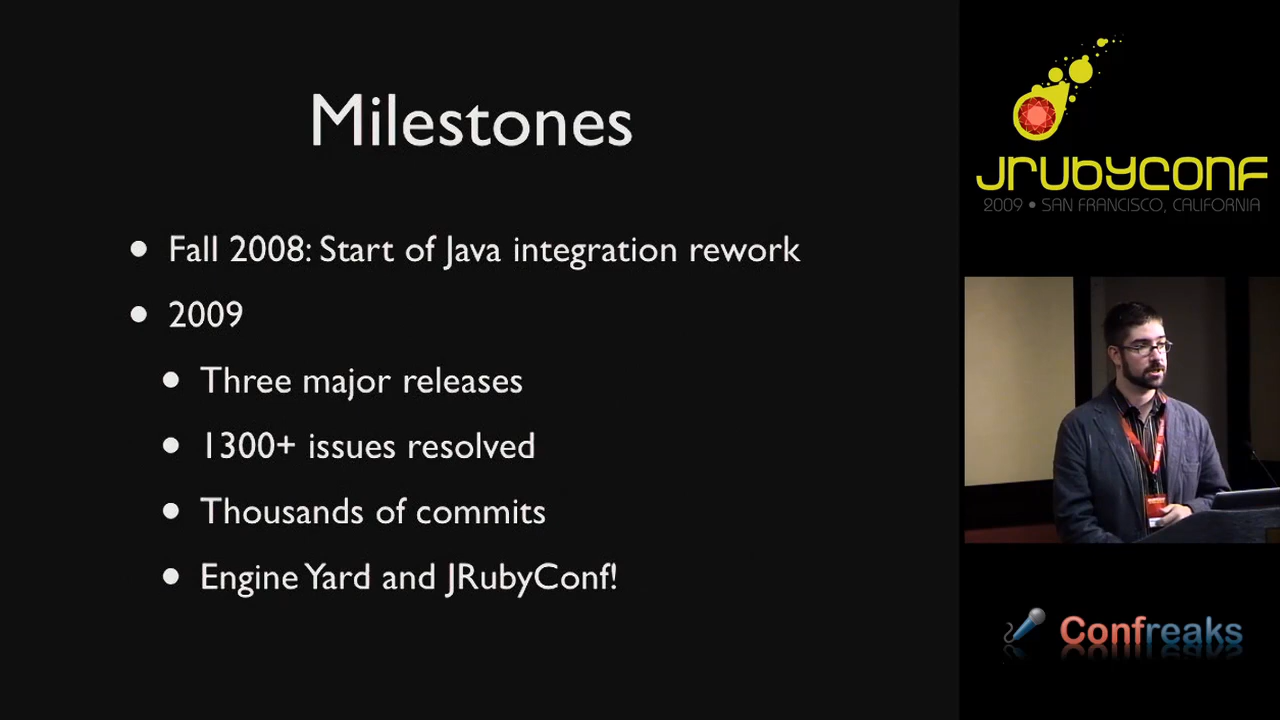 Milestones
Fall 2008: Start of Java integration rework
2009
Three major releases
1300+ issues resolved
Thousands of commits
Engine Yard and JRubyConf!
JRUBYCONF
2009 • SAN FRANCISCO, CALIFORNIA
Confreaks